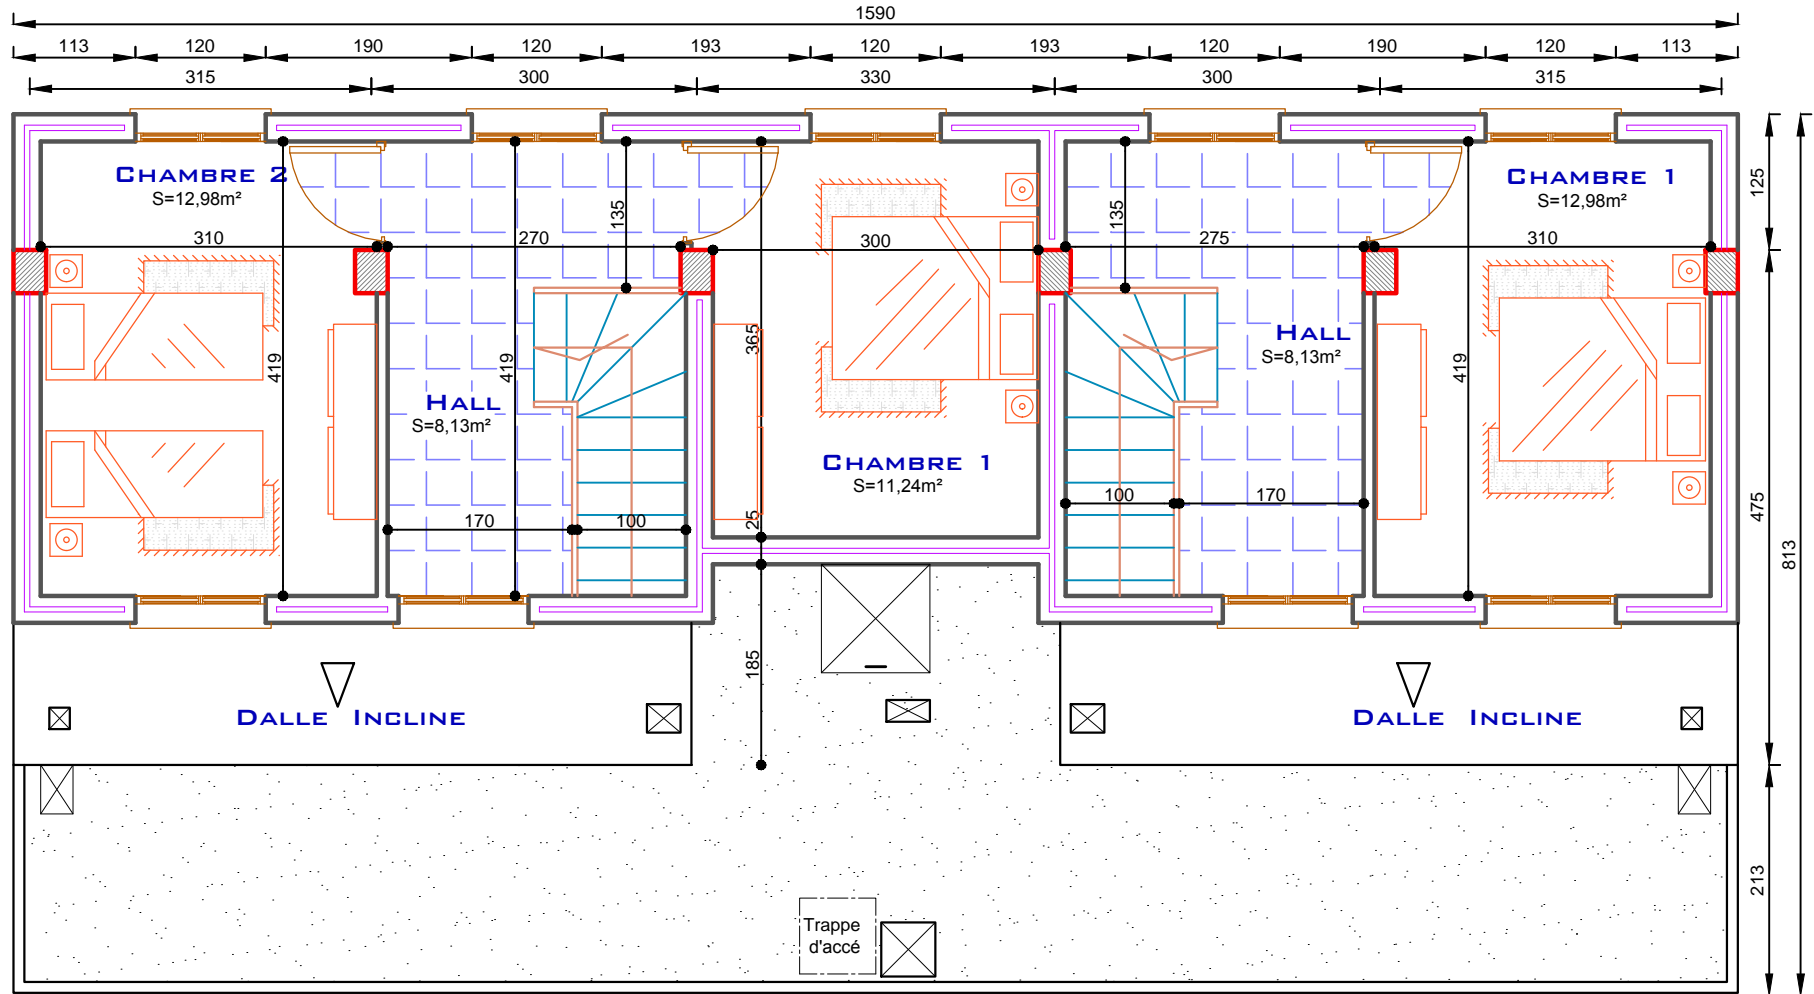 1590
113 120 190 120 193 120 193 120 190 120 113
315 300 330 300 315
CHAMBRE 2
S=12,98m²
CHAMBRE 1
S=12,98m²
125
135
135
310 270 300 275 310
419
419
365
HALL
S=8,13m²
419
HALL
S=8,13m²
CHAMBRE 1
S=11,24m²
100 170
475
813
170 100
25
185
DALLE INCLINE
DALLE INCLINE
213
Trappe
d'accé